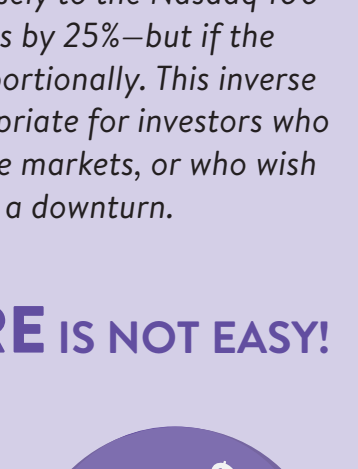 to the Nasdaq 100
s by 25%—but if the
portionally. This inverse
priate for investors who
e markets, or who wish
a downturn.
RE IS NOT EASY!